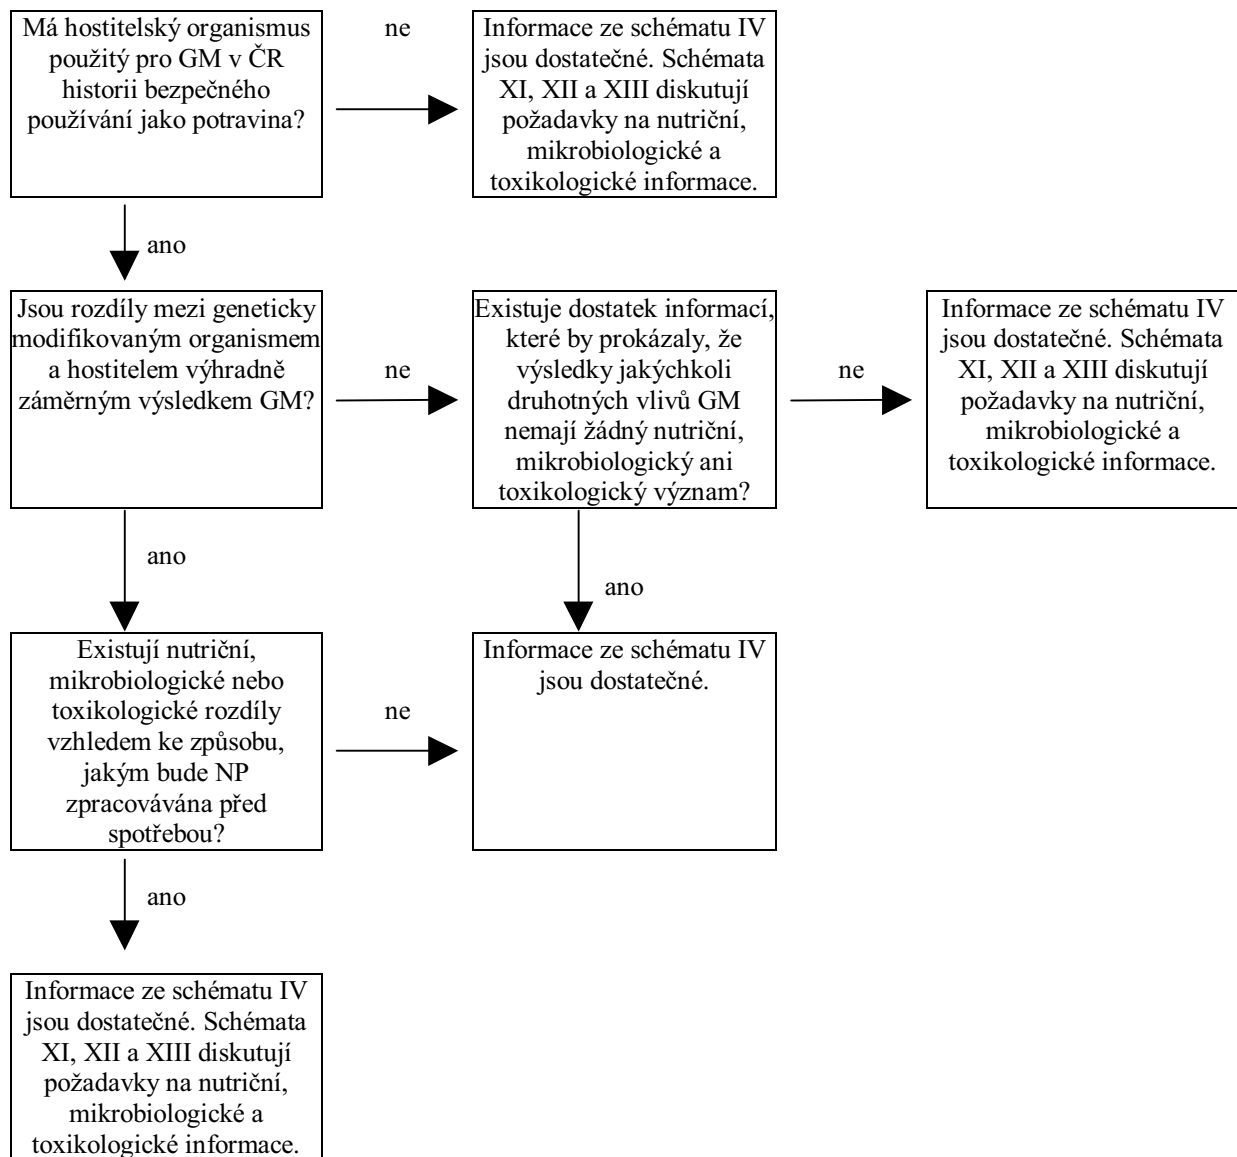 Má hostitelský organismus
použitý pro GM v ČR
historii bezpečného
používání jako potravina?
ne
Informace ze schématu IV
jsou dostatečné. Schémata
XI, XII a XIII diskutují
požadavky na nutriční,
mikrobiologické a
toxikologické informace.
ano
Jsou rozdíly mezi geneticky
modifikovaným organismem
a hostitelem výhradně
záměrným výsledkem GM?
ne
Existuje dostatek informací,
které by prokázaly, že
výsledky jakýchkoli
druhotných vlivů GM
nemají žádný nutriční,
mikrobiologický ani
toxikologický význam?
ne
Informace ze schématu IV
jsou dostatečné. Schémata
XI, XII a XIII diskutují
požadavky na nutriční,
mikrobiologické a
toxikologické informace.
ano
ano
Existují nutriční,
mikrobiologické nebo
toxikologické rozdíly
vzhledem ke způsobu,
jakým bude NP
zpracovávána před
spotřebou?
ne
Informace ze schématu IV
jsou dostatečné.
ano
Informace ze schématu IV
jsou dostatečné. Schémata
XI, XII a XIII diskutují
požadavky na nutriční,
mikrobiologické a
toxikologické informace.